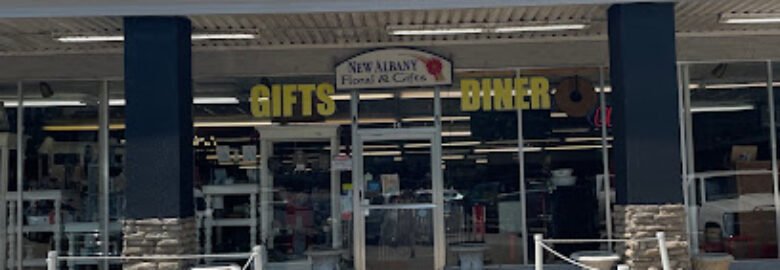 NEW ALBANY
Floral & Gifts
GIFTS
DINER